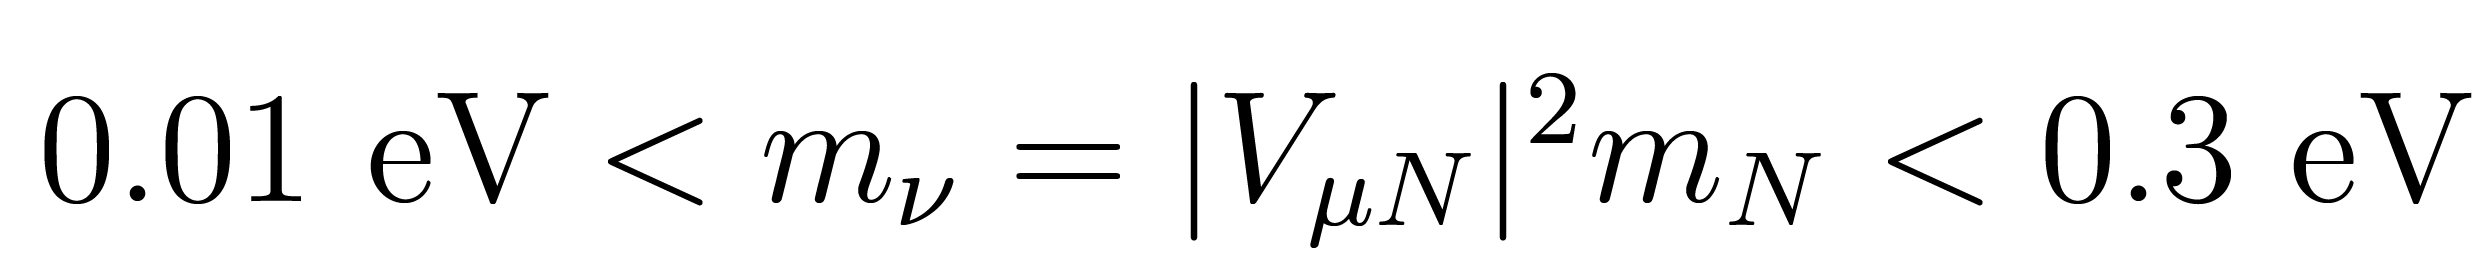 0.01 eV < m_ν = |V_{μN}|^2 m_N < 0.3 eV